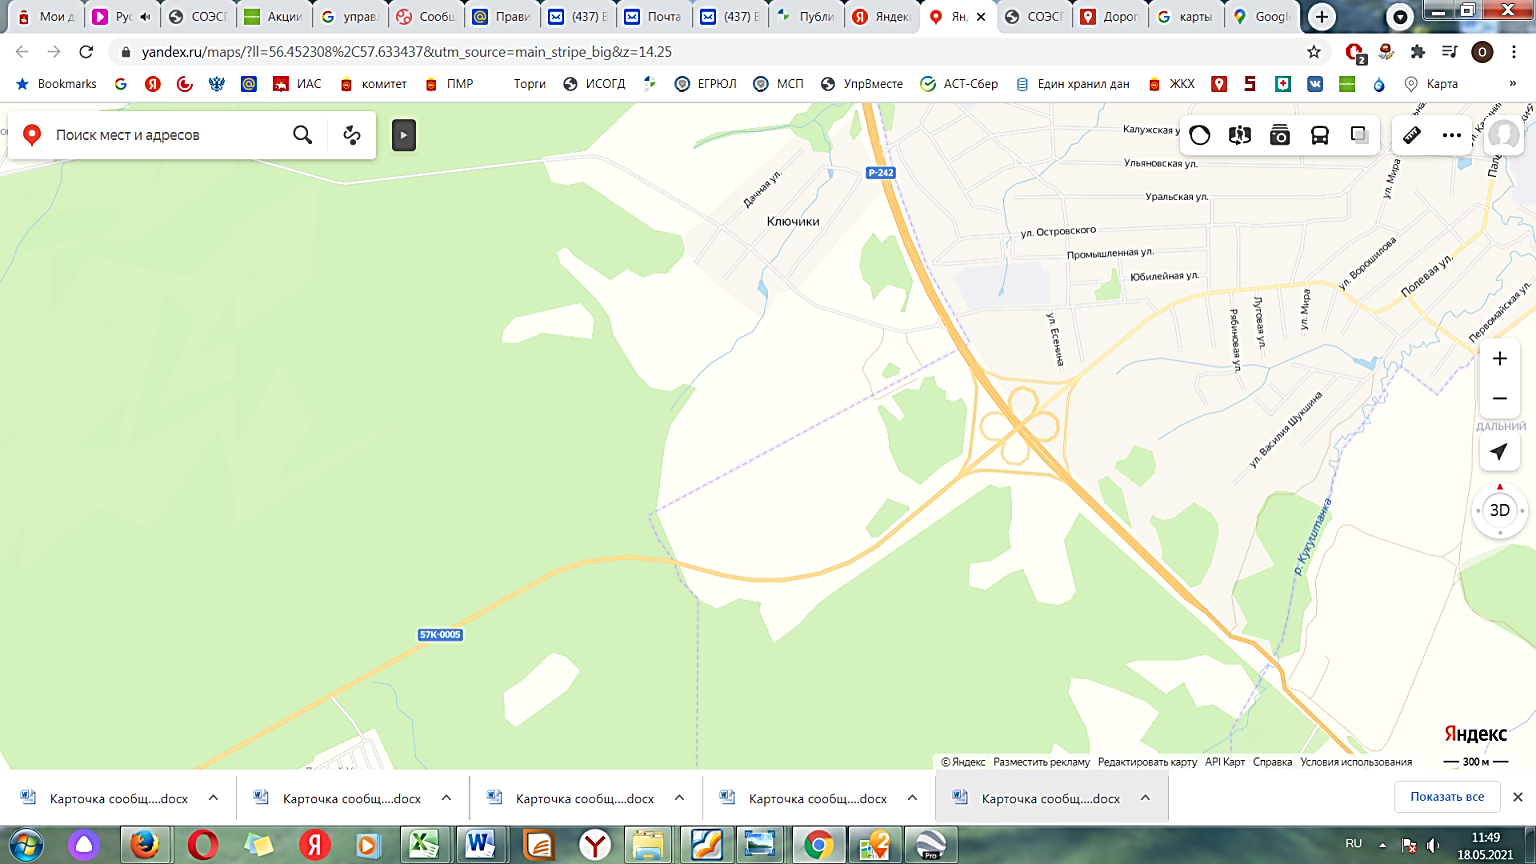 Мои д
Рус
СОЭСГ
Акции
управл
Сообщ
Прави
(437) В
Почта
(437) В
Публи
Яндекс
Ян
СОЭСГ
Дорог
карты
Googl
yandex.ru/maps/?ll=56.452308%2C57.633437&utm_source=main_stripe_big&z=14.25
2
O
Bookmarks
ИАС
комитет
ПМР
Торги
ИСОГД
ЕГРЮЛ
МСП
УпрВместе
АСТ-Сбер
Един хранил дан
ЖКХ
Карта
»
Поиск мест и адресов
Калужская у
Ульяновская ул.
Уральская ул.
ул. Островского
Промышленная ул.
Юбилейная ул.
ул. Мира
ул. Ворошилова
Полевая ул.
Первомайская ул.
Р-242
Дачная ул.
Ключики
ул. Есенина
Рябиновая ул.
Луговая ул.
ул. Мира
ул. Василия Шукшина
ДАЛЬНИЙ
3D
р. Кукуштанка
57К-0005
Яндекс
© Яндекс Разместить рекламу Редактировать карту API Карт Справка Условия использования
300 м
Карточка сообщ....docx
Карточка сообщ....docx
Карточка сообщ....docx
Карточка сообщ....docx
Карточка сообщ....docx
Показать все
RU
11:49
18.05.2021